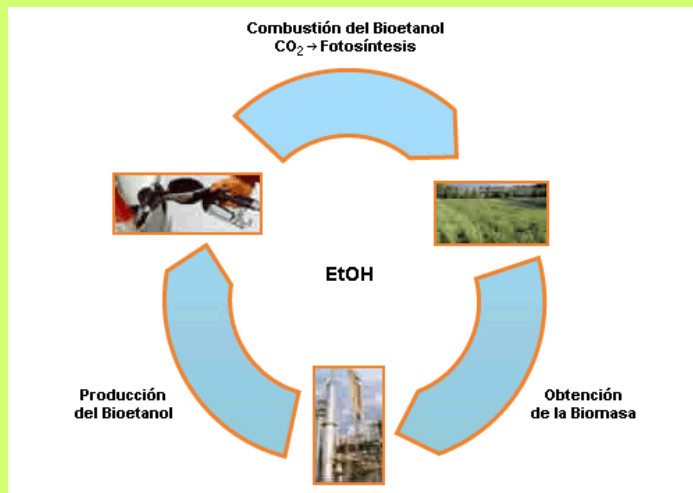 Combustión del Bioetanol
CO₂ → Fotosíntesis
EtOH
Producción
del Bioetanol
Obtención
de la Biomasa